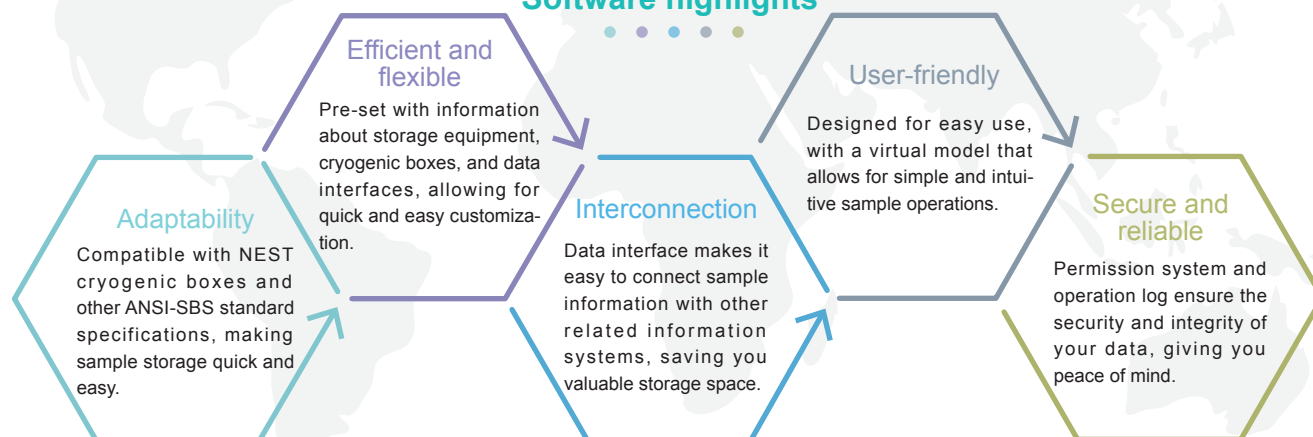 Software highlights
Adaptability
Compatible with NEST
cryogenic boxes and
other ANSI-SBS standard
specifications, making
sample storage quick and
easy.
Efficient and
flexible
Pre-set with information
about storage equipment,
cryogenic boxes, and data
interfaces, allowing for
quick and easy customiza-
tion.
Interconnection
Data interface makes it
easy to connect sample
information with other
related information
systems, saving you
valuable storage space.
User-friendly
Designed for easy use,
with a virtual model that
allows for simple and intui-
tive sample operations.
Secure and
reliable
Permission system and
operation log ensure the
security and integrity of
your data, giving you
peace of mind.